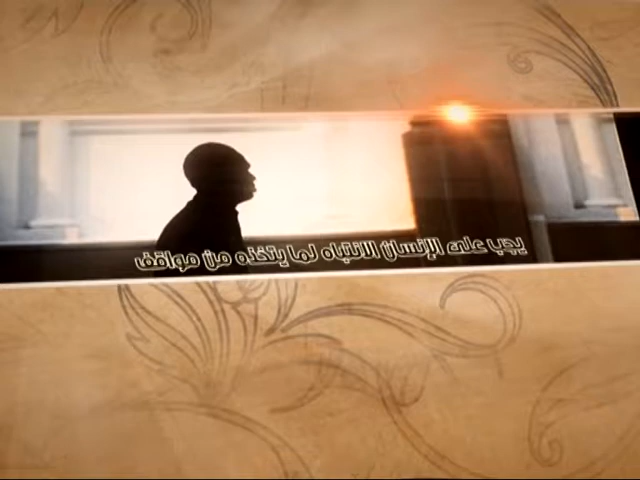 يجب على الإنسان الانتباه لما يتخذه من مواقف